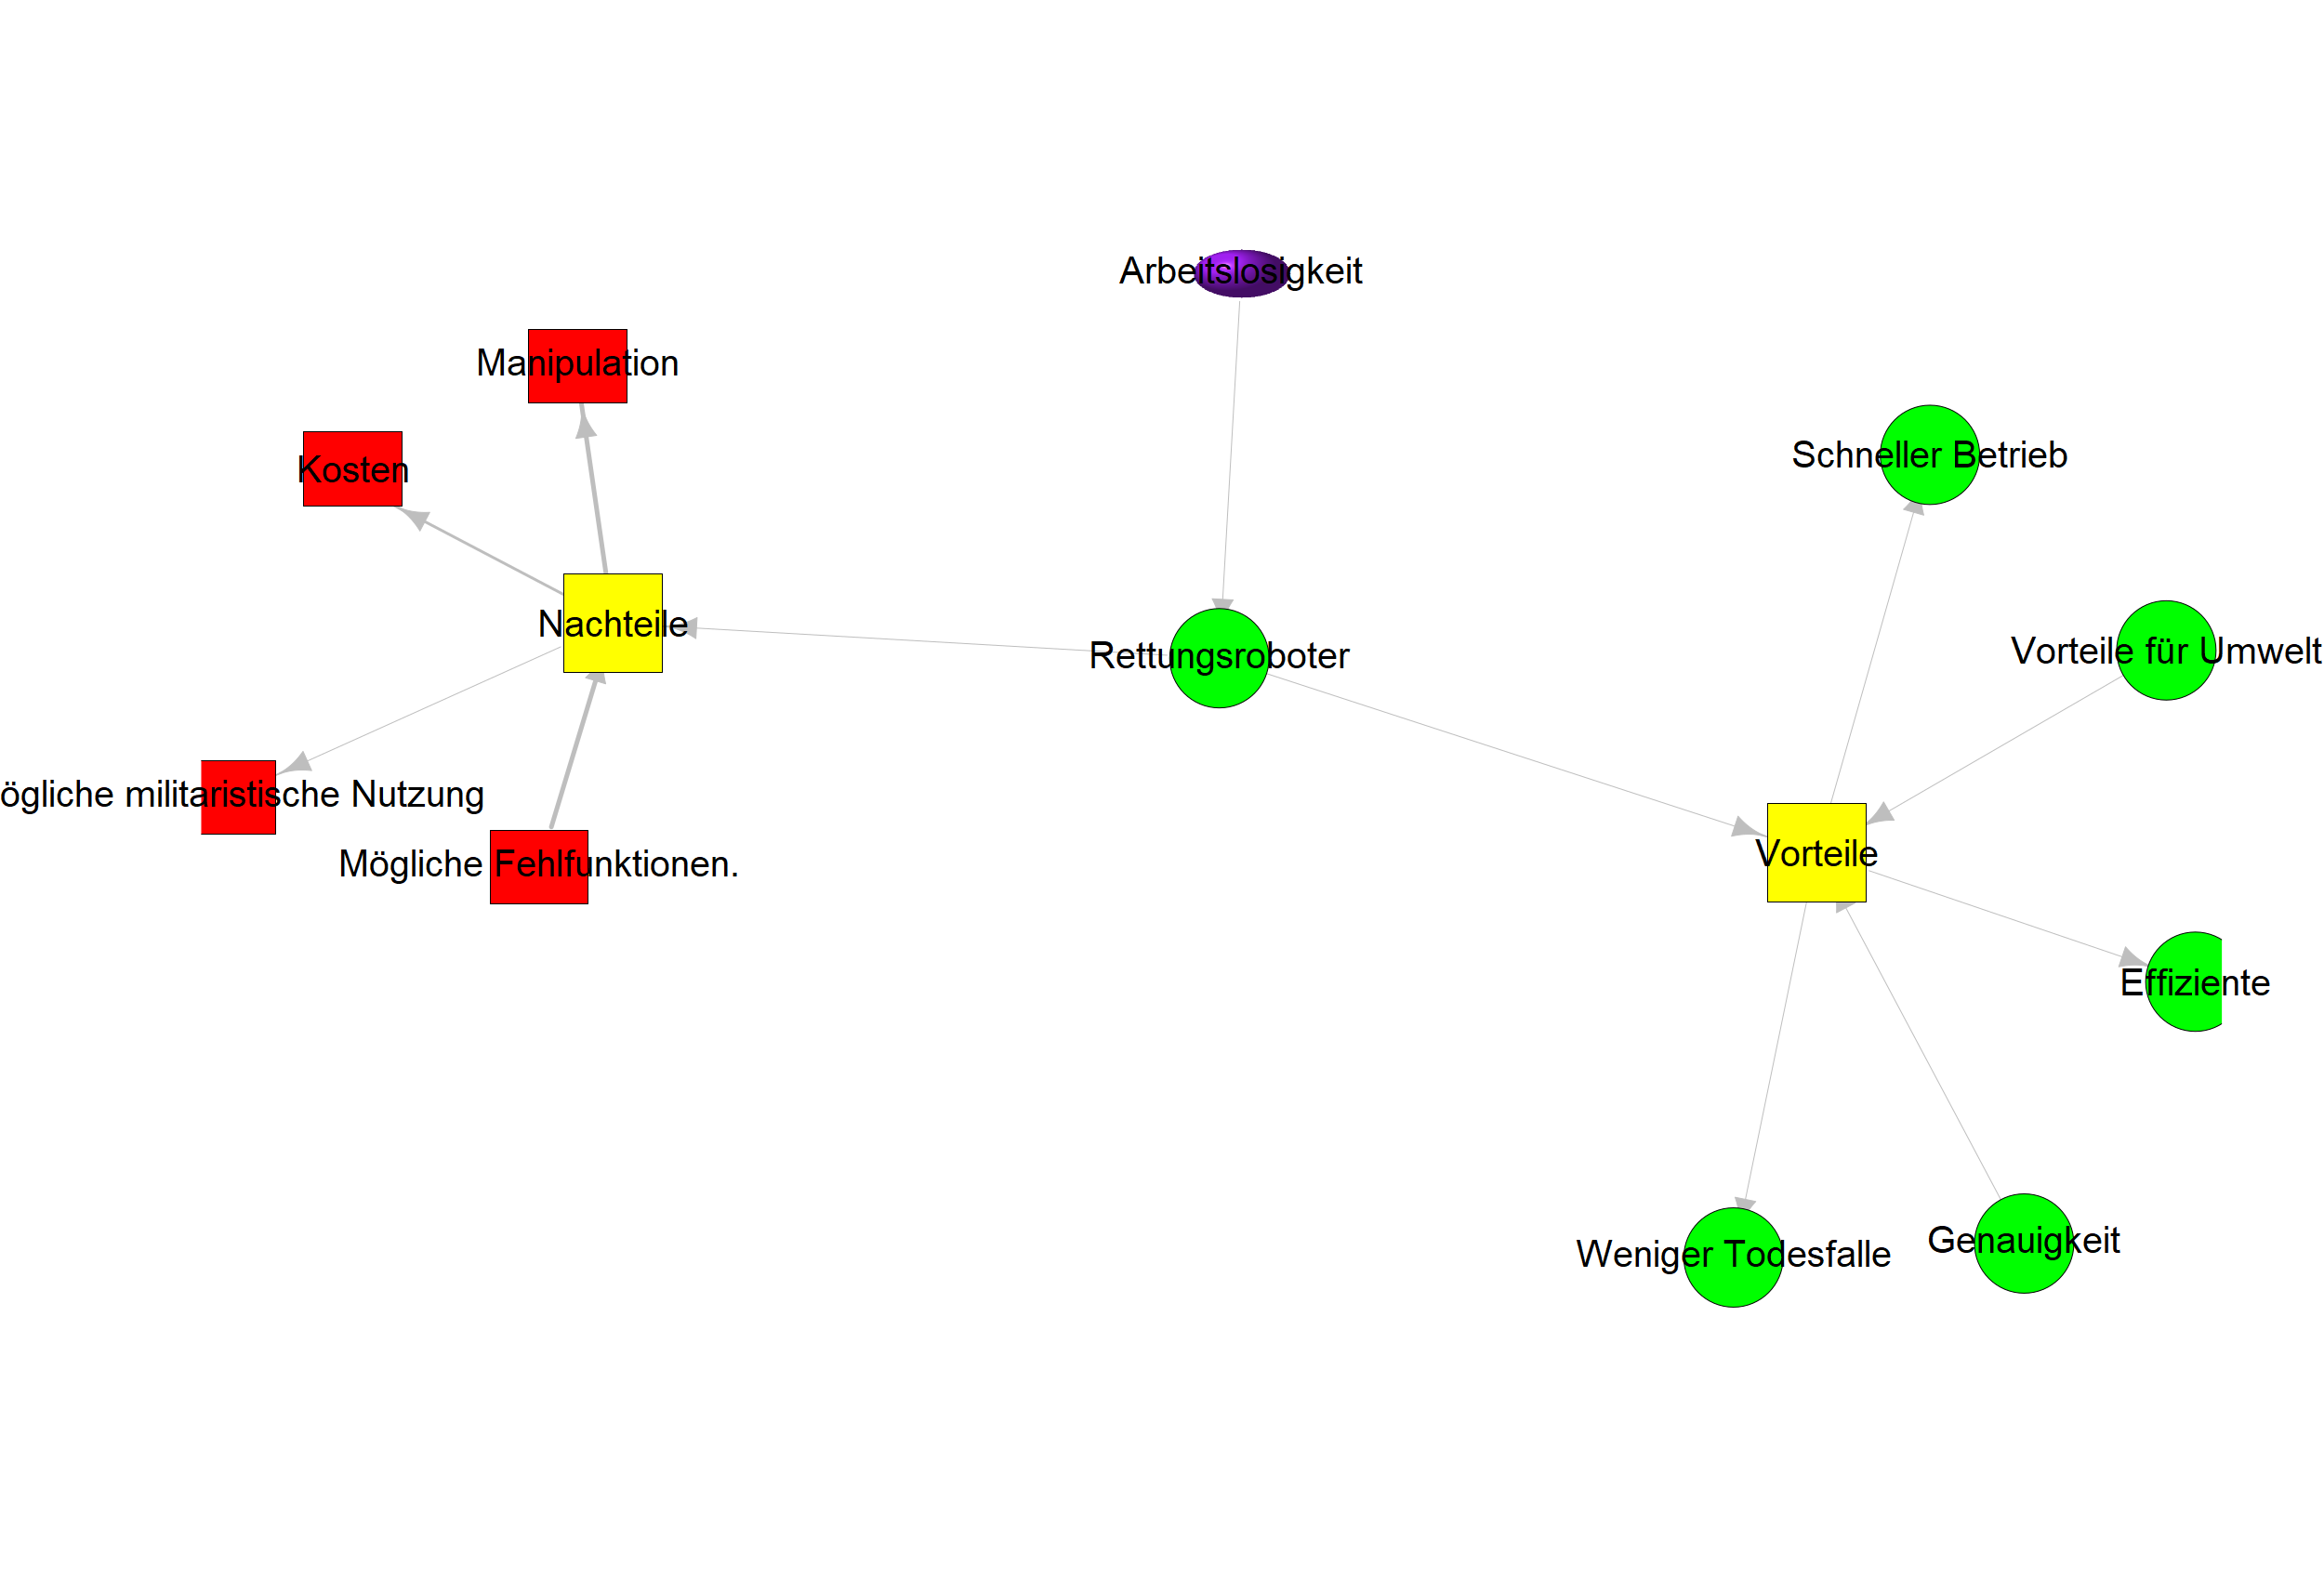 Arbeitslosigkeit
Manipulation
Schneller Betrieb
Kosten
Nachteile
Vorteile für Umwelt
Rettungsroboter
ögliche militaristische Nutzung
Vorteile
Mögliche Fehlfunktionen.
Effiziente
Genauigkeit
Weniger Todesfalle